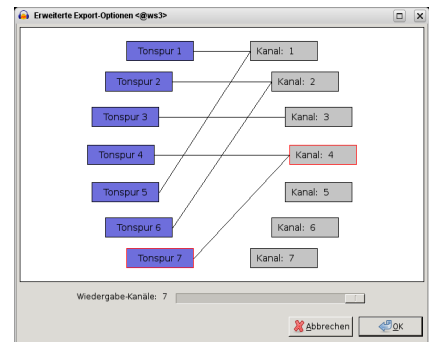 Erweiterte Export-Optionen <@ws3>
Tonspur 1 Kanal: 1
Tonspur 2 Kanal: 2
Tonspur 3 Kanal: 3
Tonspur 4 Kanal: 4
Tonspur 5 Kanal: 5
Tonspur 6 Kanal: 6
Tonspur 7 Kanal: 7
Wiedergabe-Kanäle: 7
Abbrechen OK